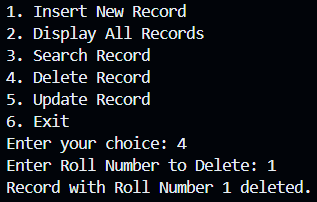 1. Insert New Record
2. Display All Records
3. Search Record
4. Delete Record
5. Update Record
6. Exit
Enter your choice: 4
Enter Roll Number to Delete: 1
Record with Roll Number 1 deleted.